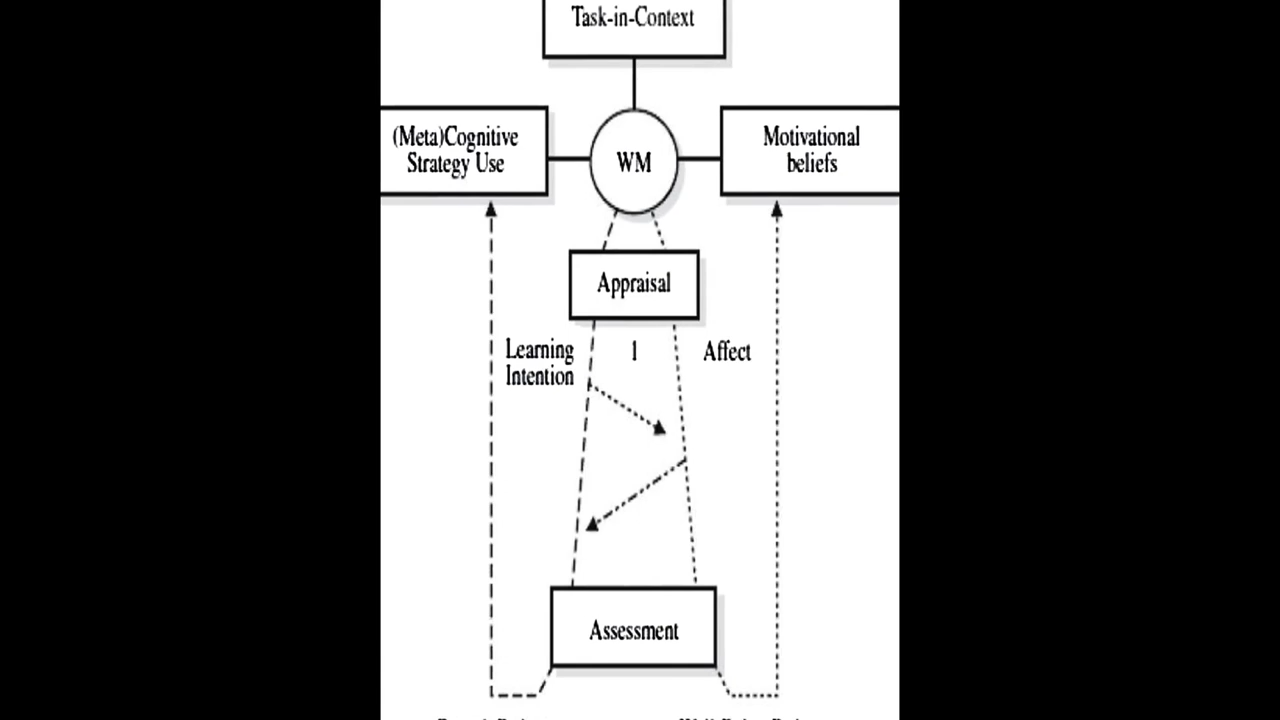 Task-in-Context
(Meta)Cognitive
Strategy Use
WM
Motivational
beliefs
Appraisal
Learning
Intention
1
Affect
Assessment